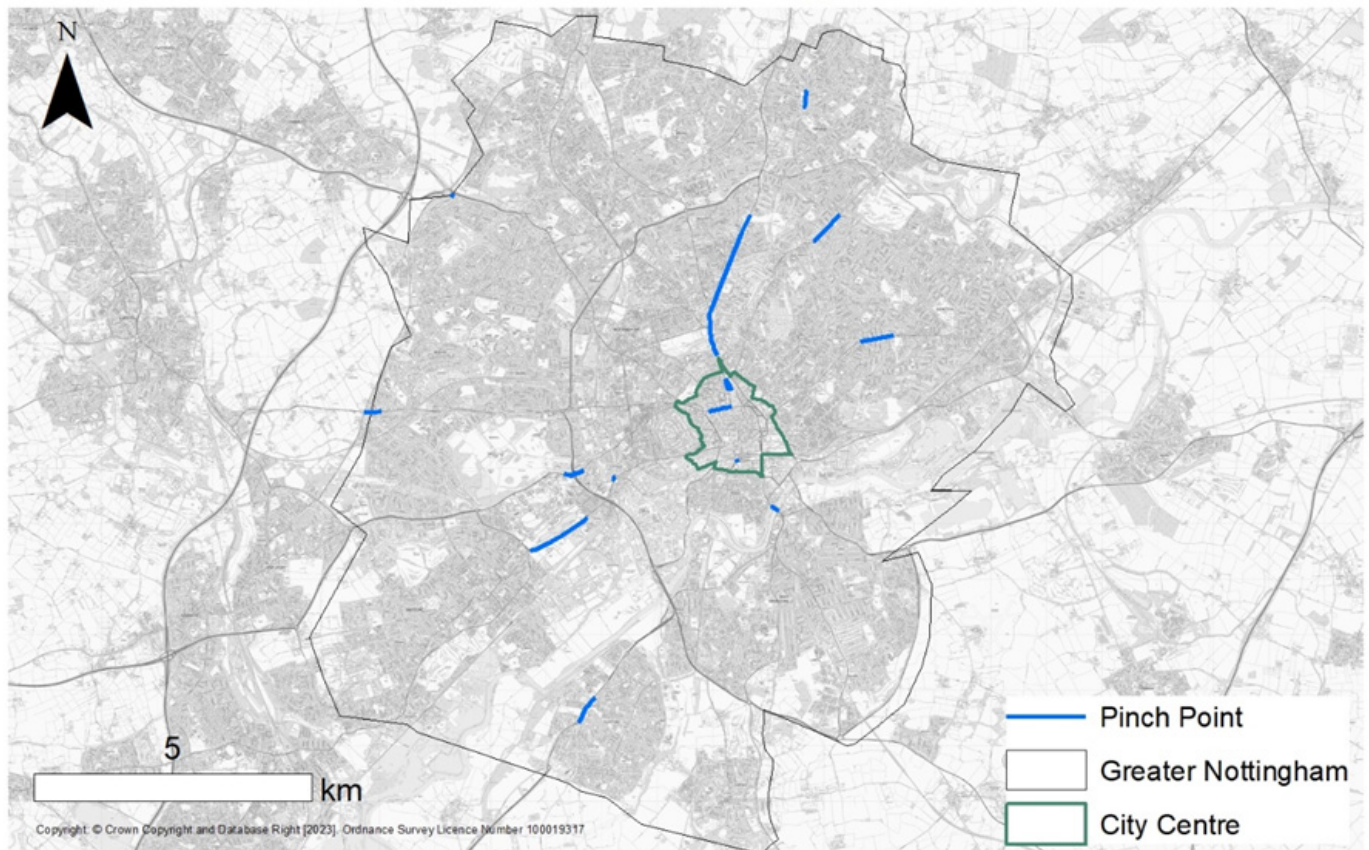 N
5
km
Pinch Point
Greater Nottingham
City Centre
Copyright: © Crown Copyright and Database Right [2023]. Ordnance Survey Licence Number 100019317